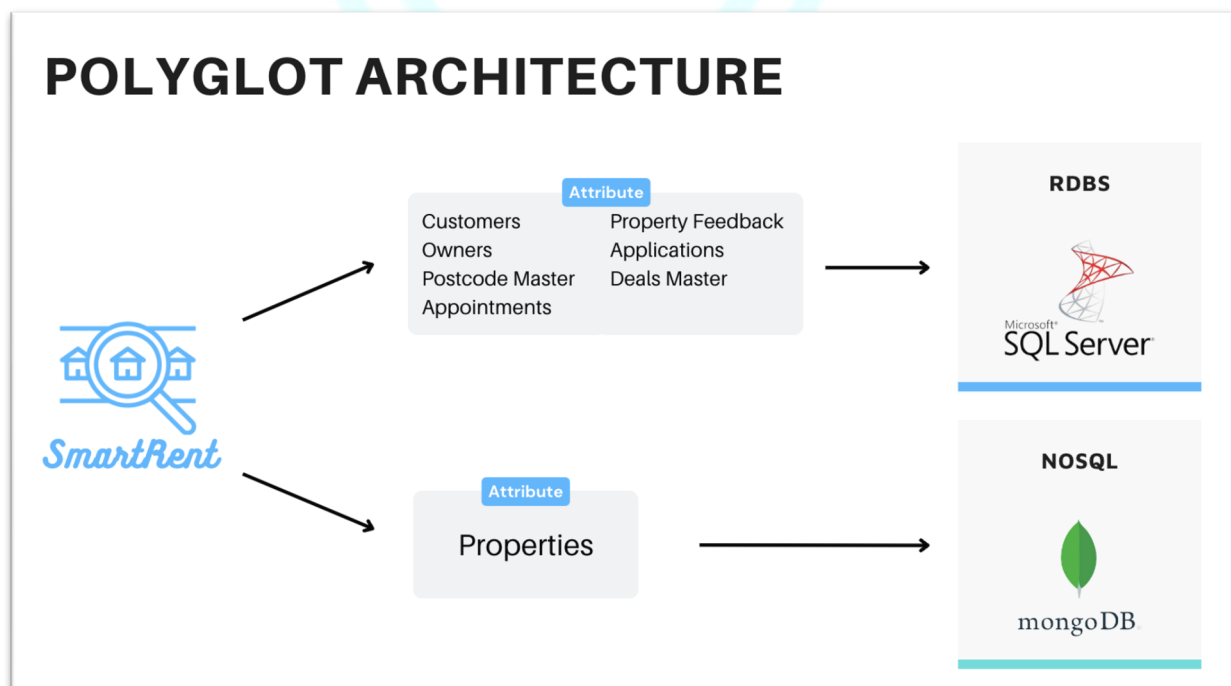 POLYGLOT ARCHITECTURE
Attribute
Customers
Owners
Postcode Master
Appointments
Property Feedback
Applications
Deals Master
RDBS
Microsoft
SQL Server
SmartRent
Attribute
Properties
NOSQL
mongoDB